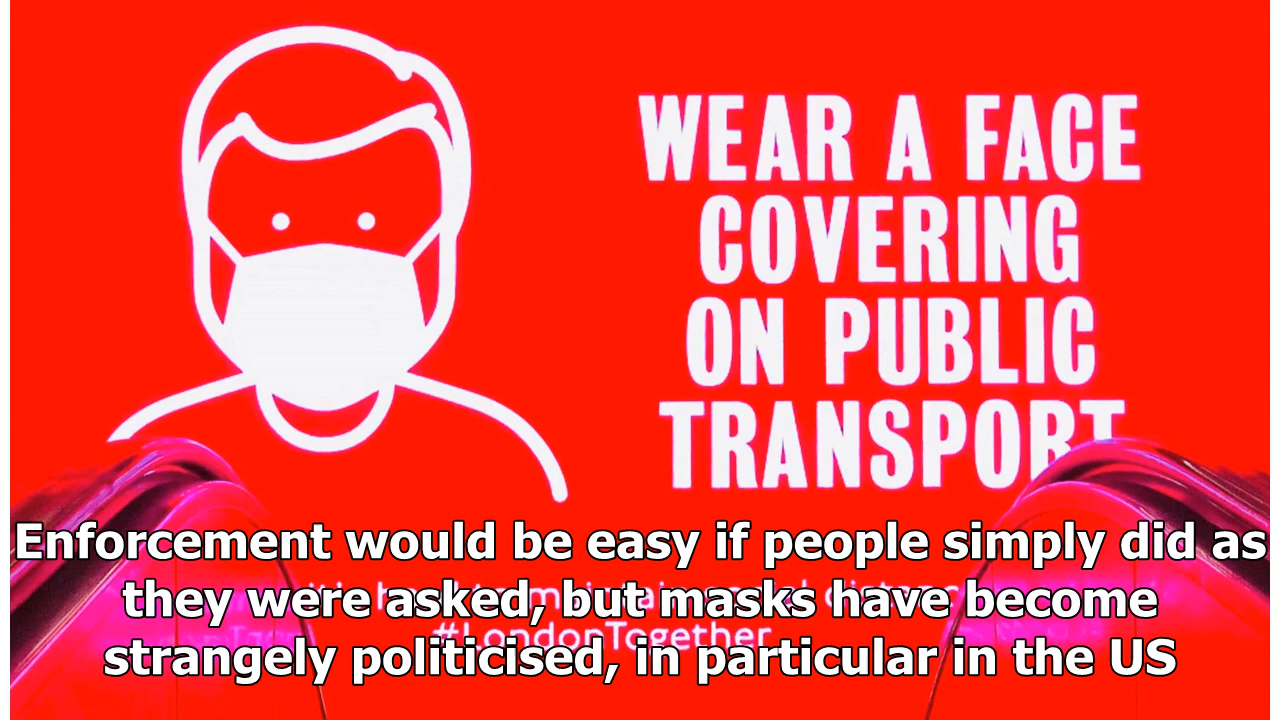 WEAR A FACE
COVERING
ON PUBLIC
TRANSPORT
Enforcement would be easy if people simply did as
they were asked, but masks have become
#LondonTogether
strangely politicised, in particular in the US